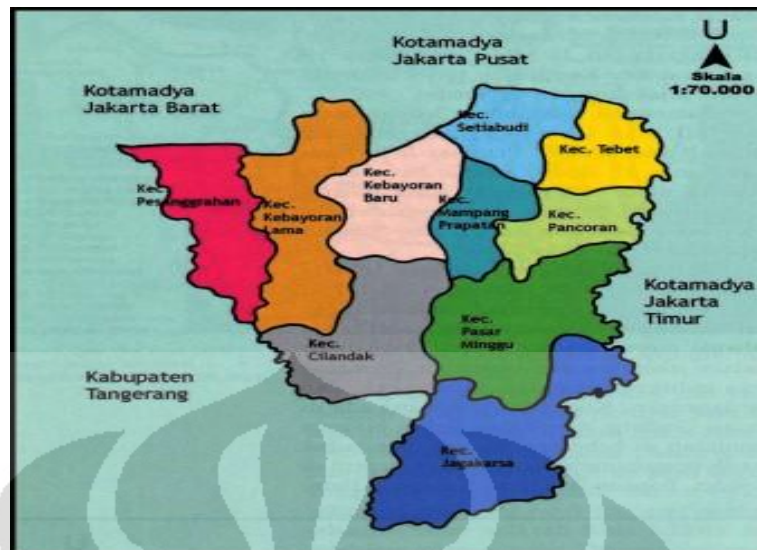 Kotamadya
Jakarta Pusat
U
Skala
1:70.000
Kotamadya
Jakarta Barat
Kec.
Setiabudi
Kec. Tebet
Kec.
Pesanggrahan
Kec.
Kebayoran
Lama
Kec.
Kebayoran
Baru
Kec.
Mampang
Prapatan
Kec.
Pancoran
Kotamadya
Jakarta
Timur
Kec.
Pasar
Minggu
Kec.
Cilandak
Kabupaten
Tangerang
Kec.
Jagakarsa